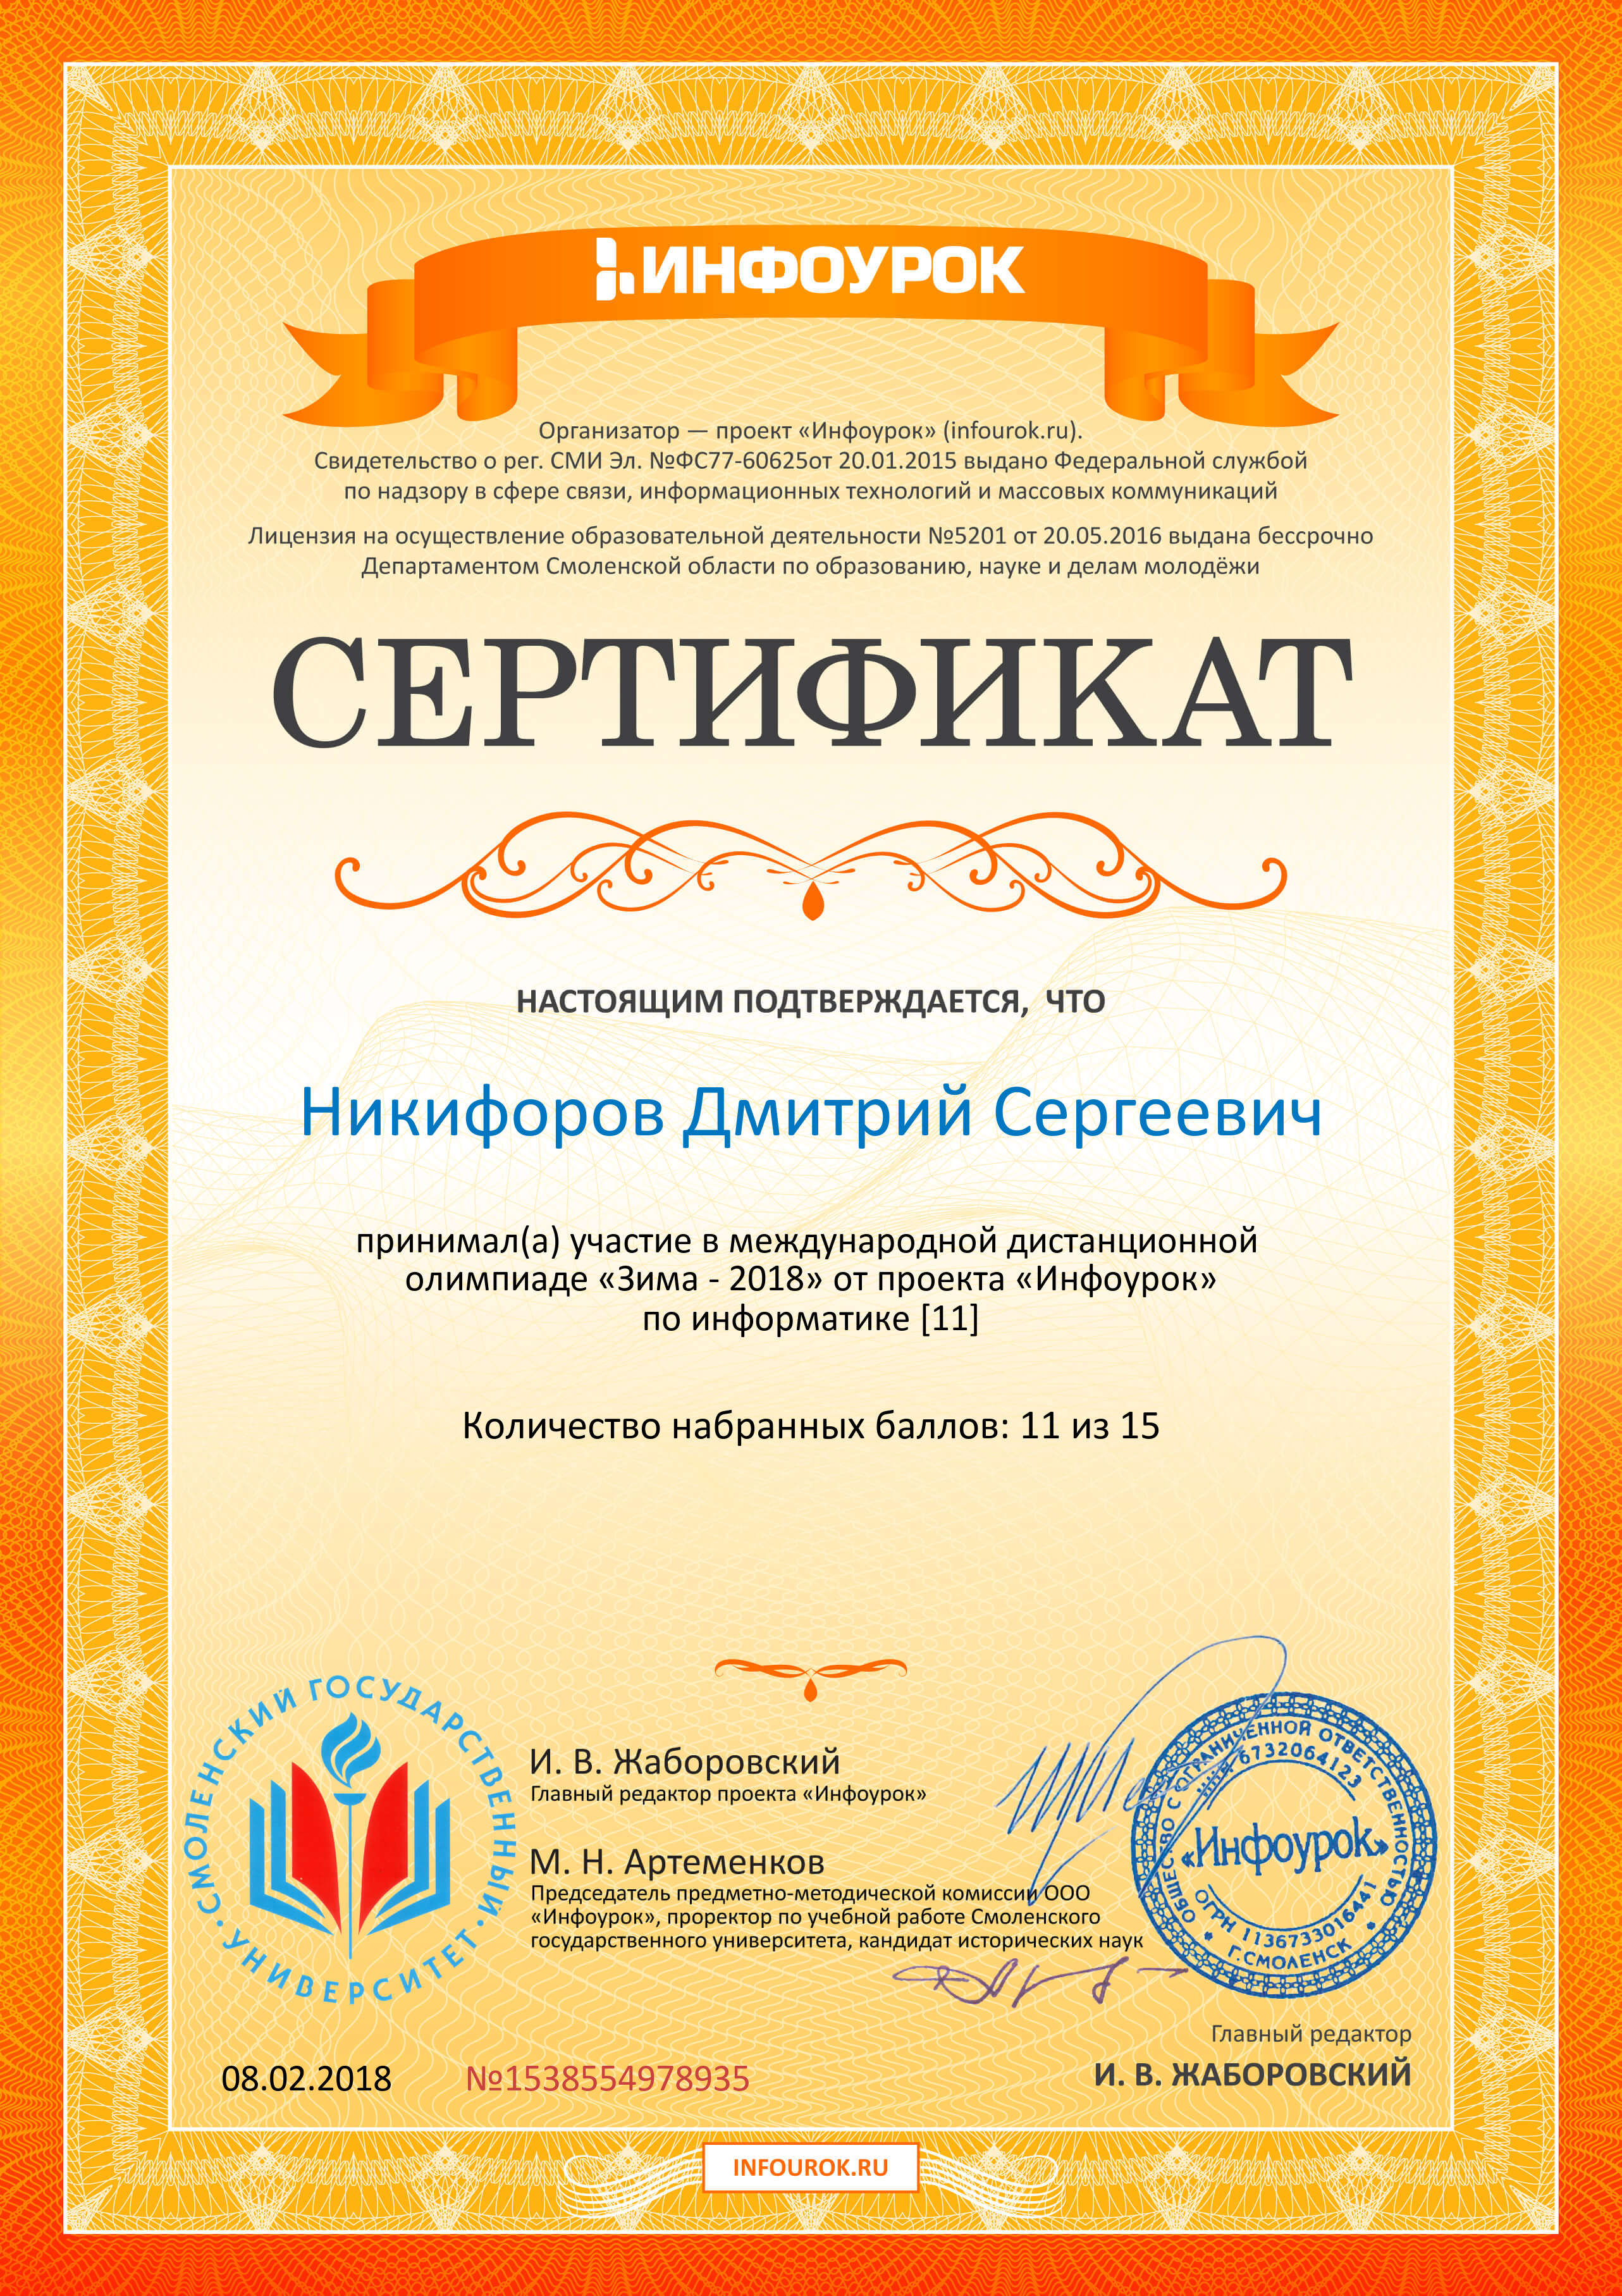 ИНФОУРОК
Организатор — проект «Инфоурок» (infourok.ru).
Свидетельство о рег. СМИ Эл. №ФС77-60625от 20.01.2015 выдано Федеральной службой
по надзору в сфере связи, информационных технологий и массовых коммуникаций
Лицензия на осуществление образовательной деятельности №5201 от 20.05.2016 выдана бессрочно
Департаментом Смоленской области по образованию, науке и делам молодёжи
СЕРТИФИКАТ
НАСТОЯЩИМ ПОДТВЕРЖДАЕТСЯ, ЧТО
Никифоров Дмитрий Сергеевич
принимал(а) участие в международной дистанционной
олимпиаде «Зима - 2018» от проекта «Инфоурок»
по информатике [11]
Количество набранных баллов: 11 из 15
СМОЛЕНСКИЙ ГОСУДАРСТВЕННЫЙ
УНИВЕРСИТЕТ
И. В. Жаборовский
Главный редактор проекта «Инфоурок»
М. Н. Артеменков
Председатель предметно-методической комиссии ООО
«Инфоурок», проректор по учебной работе Смоленского
государственного университета, кандидат исторических наук
ОБЩЕСТВО С ОГРАНИЧЕННОЙ ОТВЕТСТВЕННОСТЬЮ
ИНН 6732064123
«Инфоурок»
ОГРН 1136733016441
Г.СМОЛЕНСК
Главный редактор
И. В. ЖАБОРОВСКИЙ
08.02.2018
№1538554978935
INFOUROK.RU